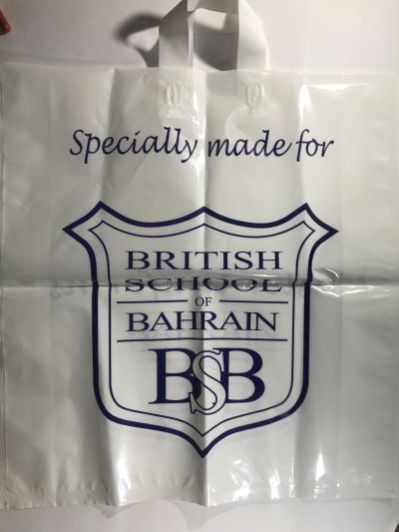 Specially made for
BRITISH
SCHOOL
OF
BAHRAIN
BSB